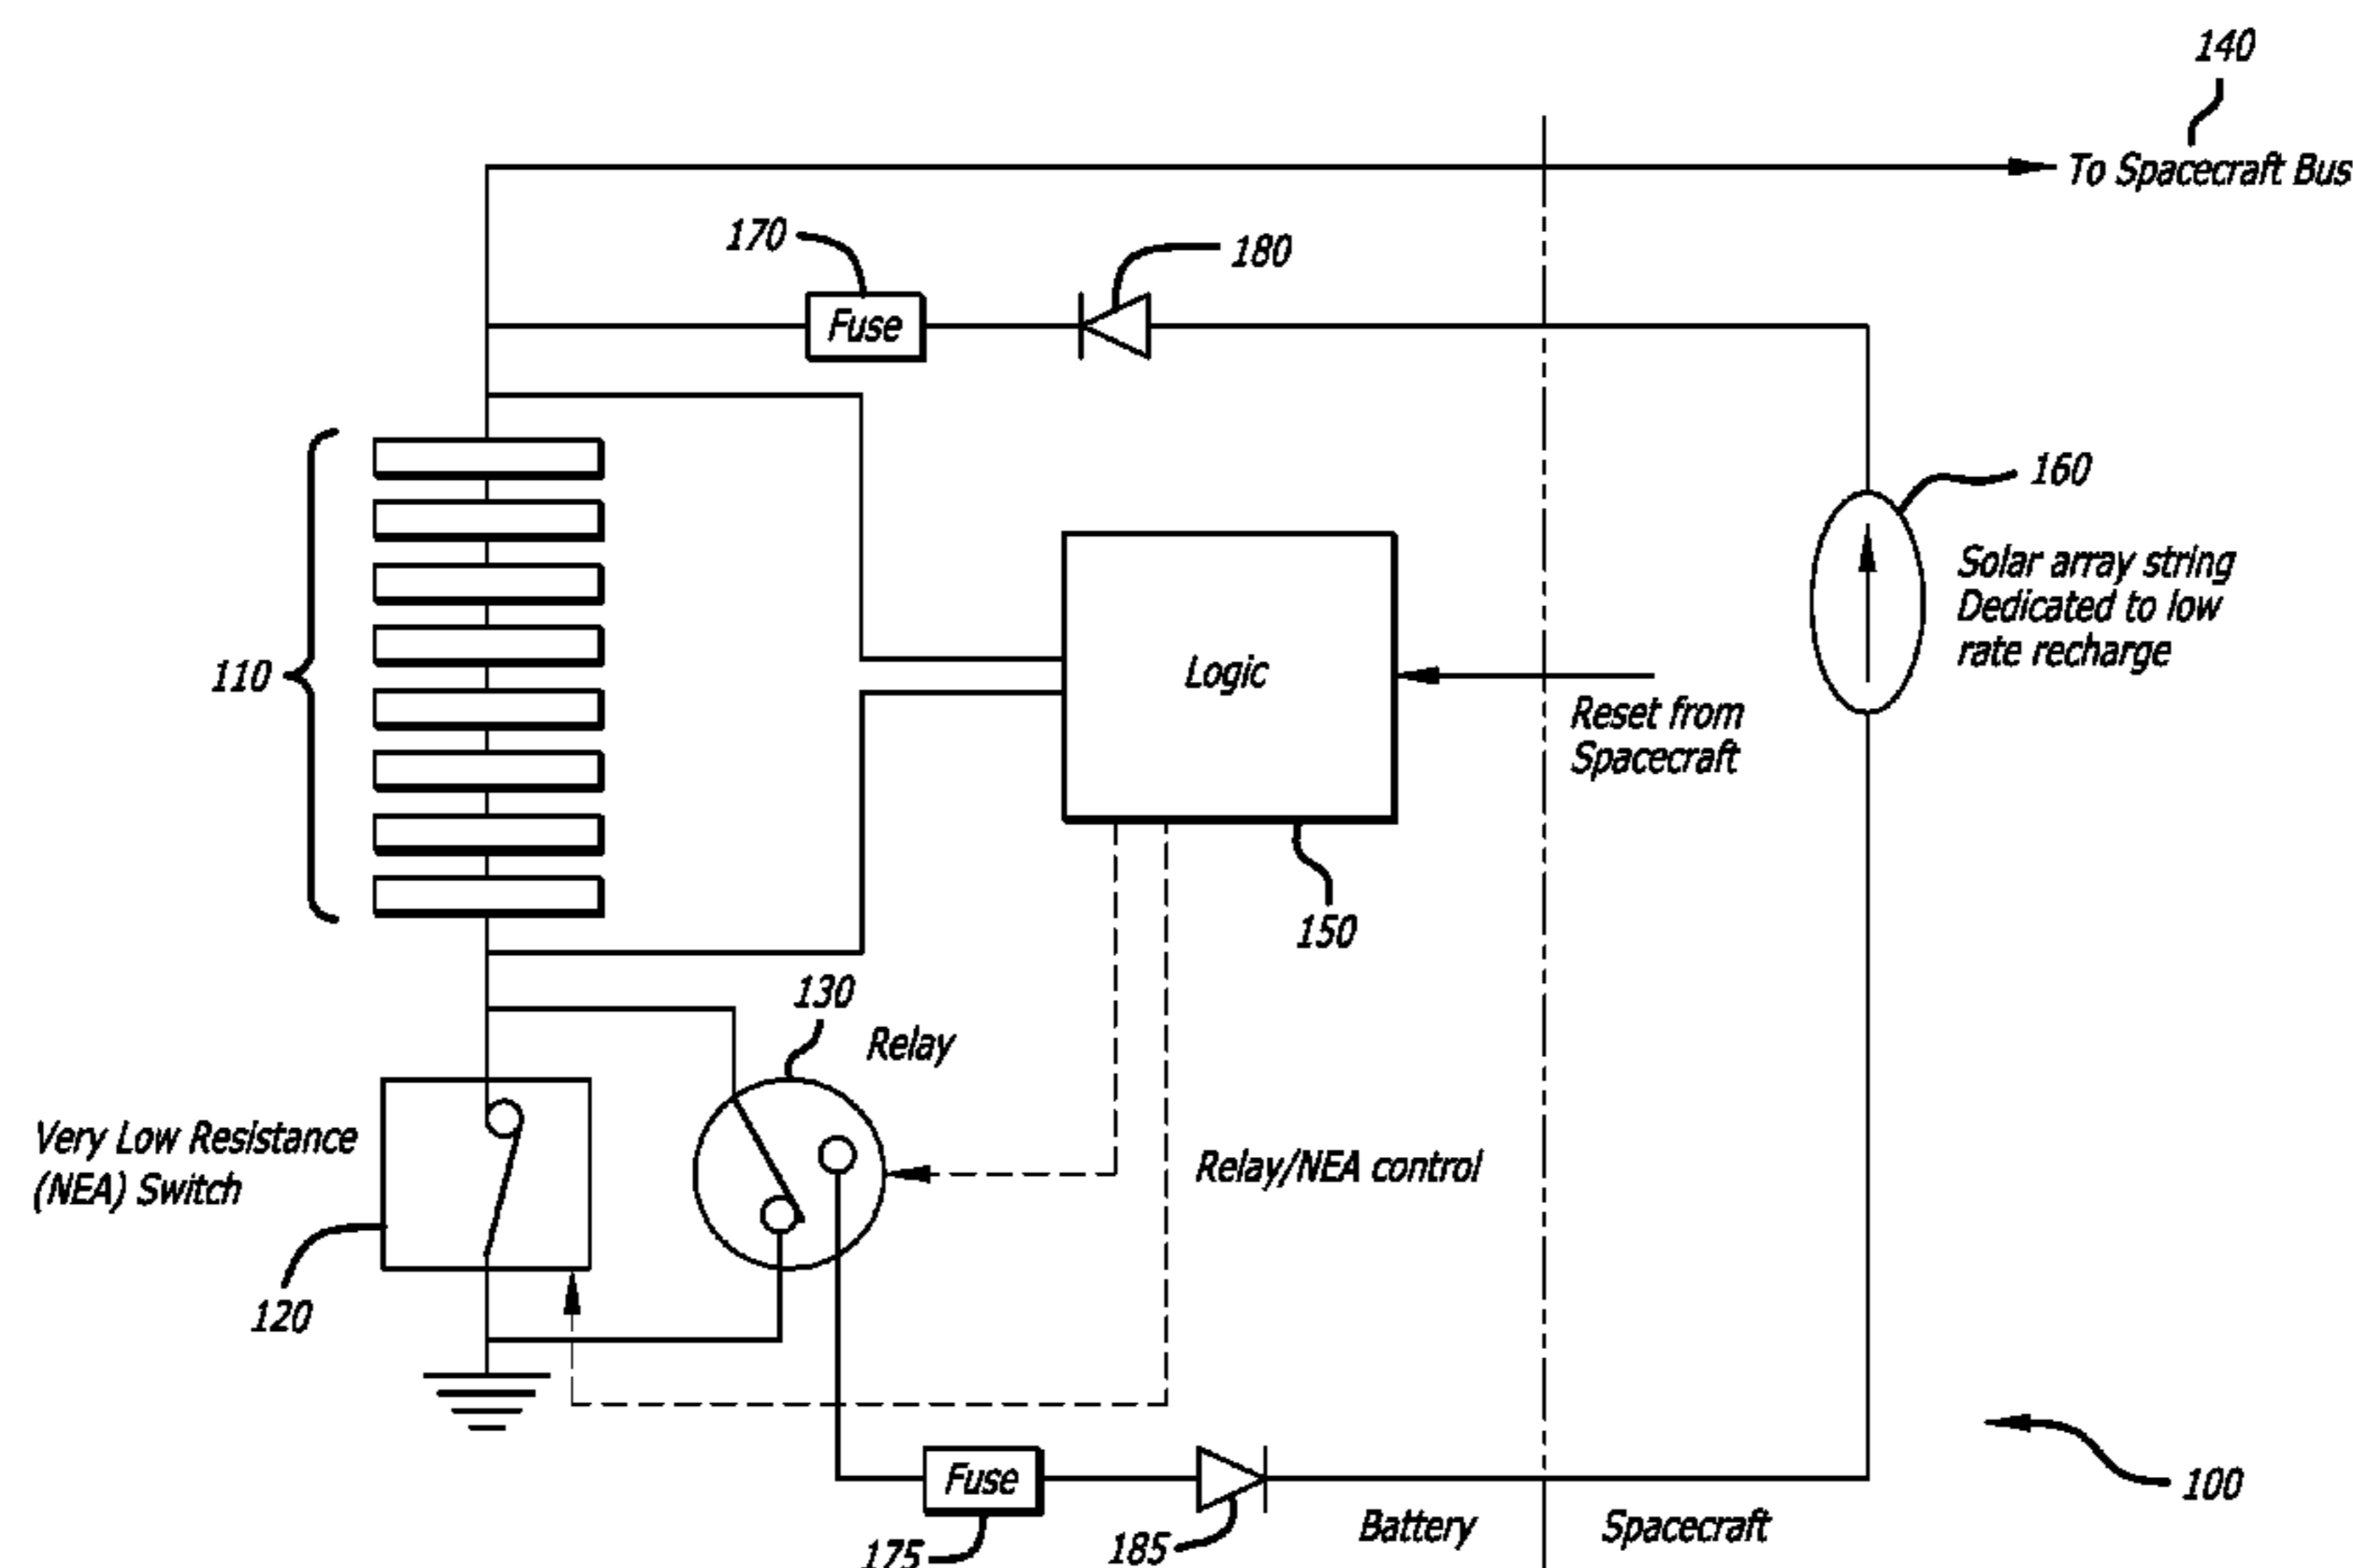 140
To Spacecraft Bus
170
180
Fuse
160
Solar array string
Dedicated to low
rate recharge
110
Logic
Reset from
Spacecraft
150
130
Relay
Very Low Resistance
(NEA) Switch
Relay/NEA control
120
Fuse
100
Battery
Spacecraft
175
185